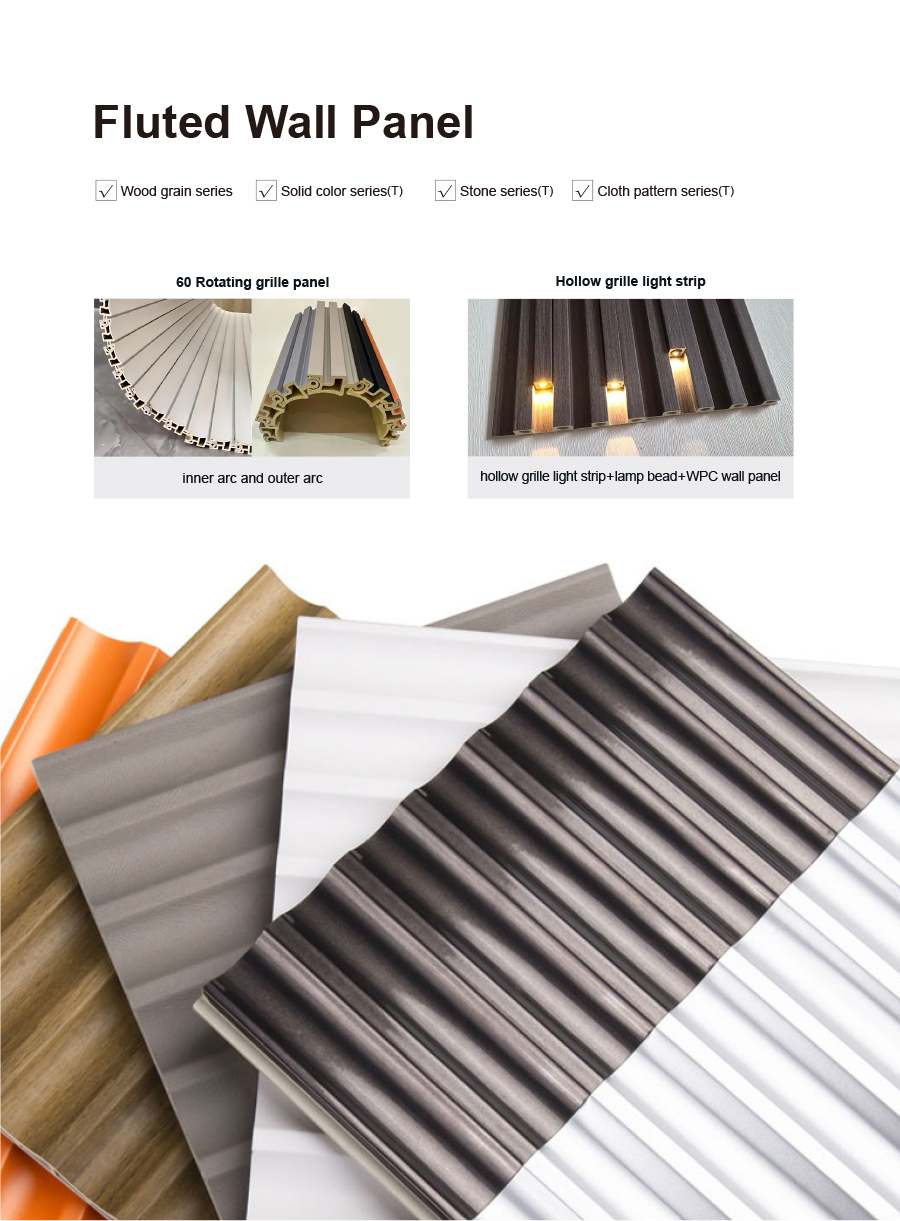 Fluted Wall Panel
√ Wood grain series √ Solid color series(T) √ Stone series(T) √ Cloth pattern series(T)
60 Rotating grille panel
Hollow grille light strip
inner arc and outer arc
hollow grille light strip+lamp bead+WPC wall panel